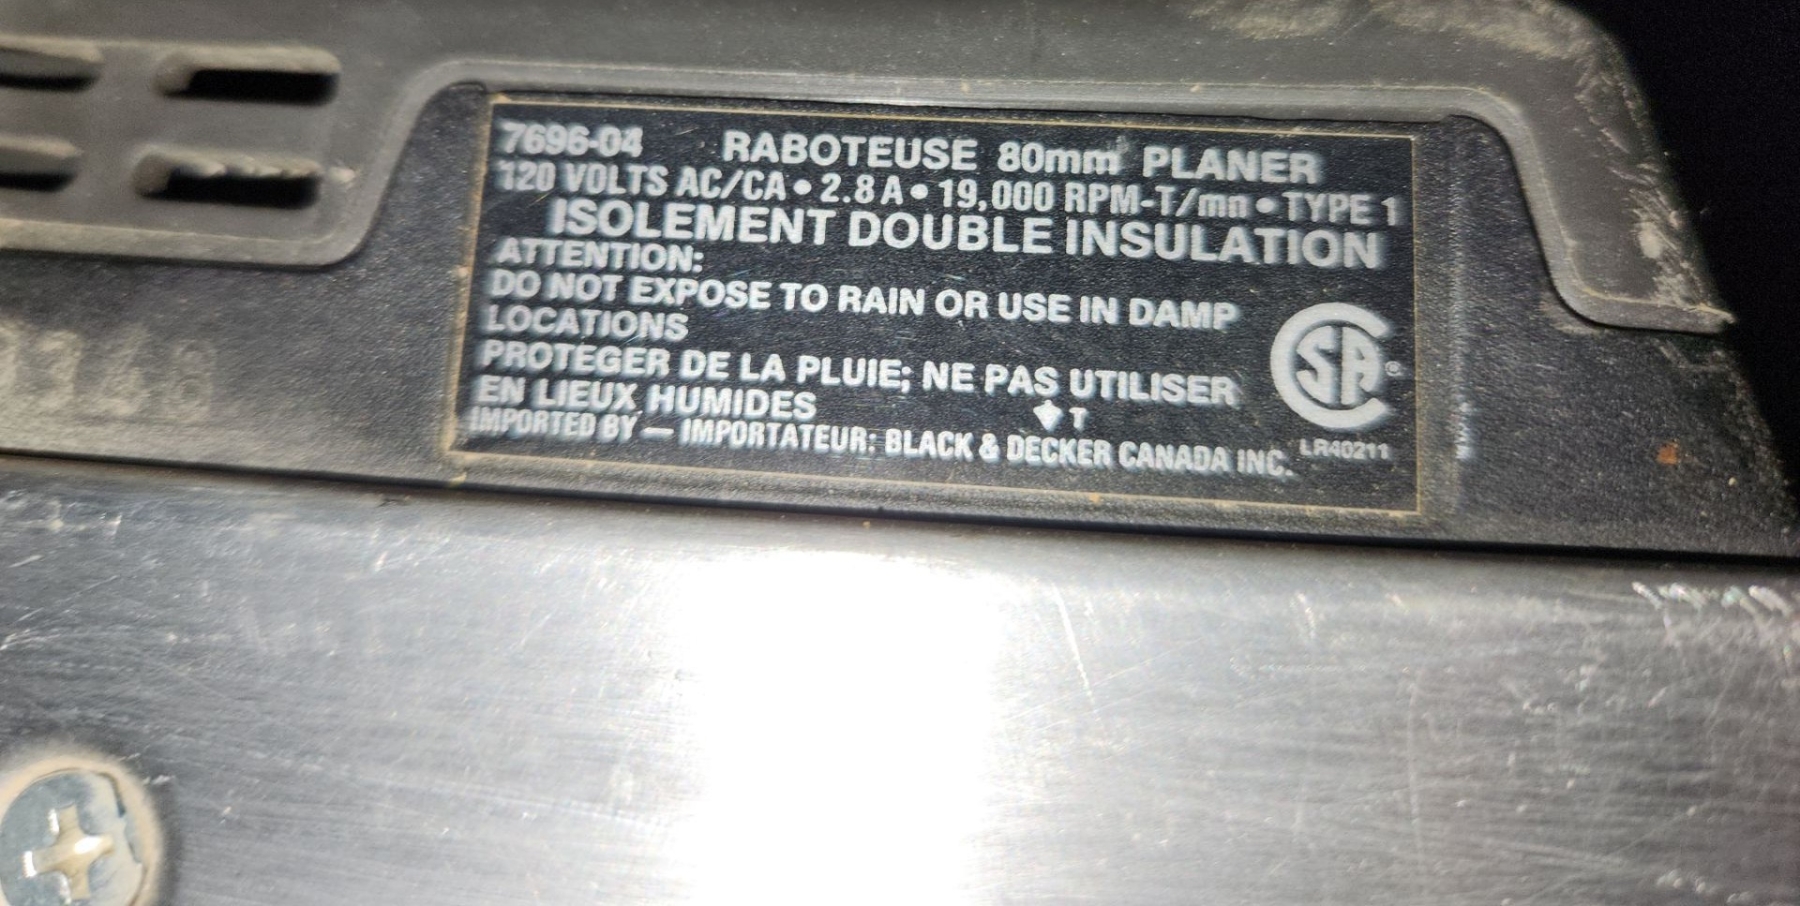 7696-04 RABOTEUSE 80mm PLANER
120 VOLTS AC/CA • 2.8 A • 19,000 RPM-T/mn • TYPE 1
ISOLEMENT DOUBLE INSULATION
ATTENTION:
DO NOT EXPOSE TO RAIN OR USE IN DAMP
LOCATIONS
PROTEGER DE LA PLUIE; NE PAS UTILISER
EN LIEUX HUMIDES
T
IMPORTED BY — IMPORTATEUR: BLACK & DECKER CANADA INC.
SA ®
LR40211